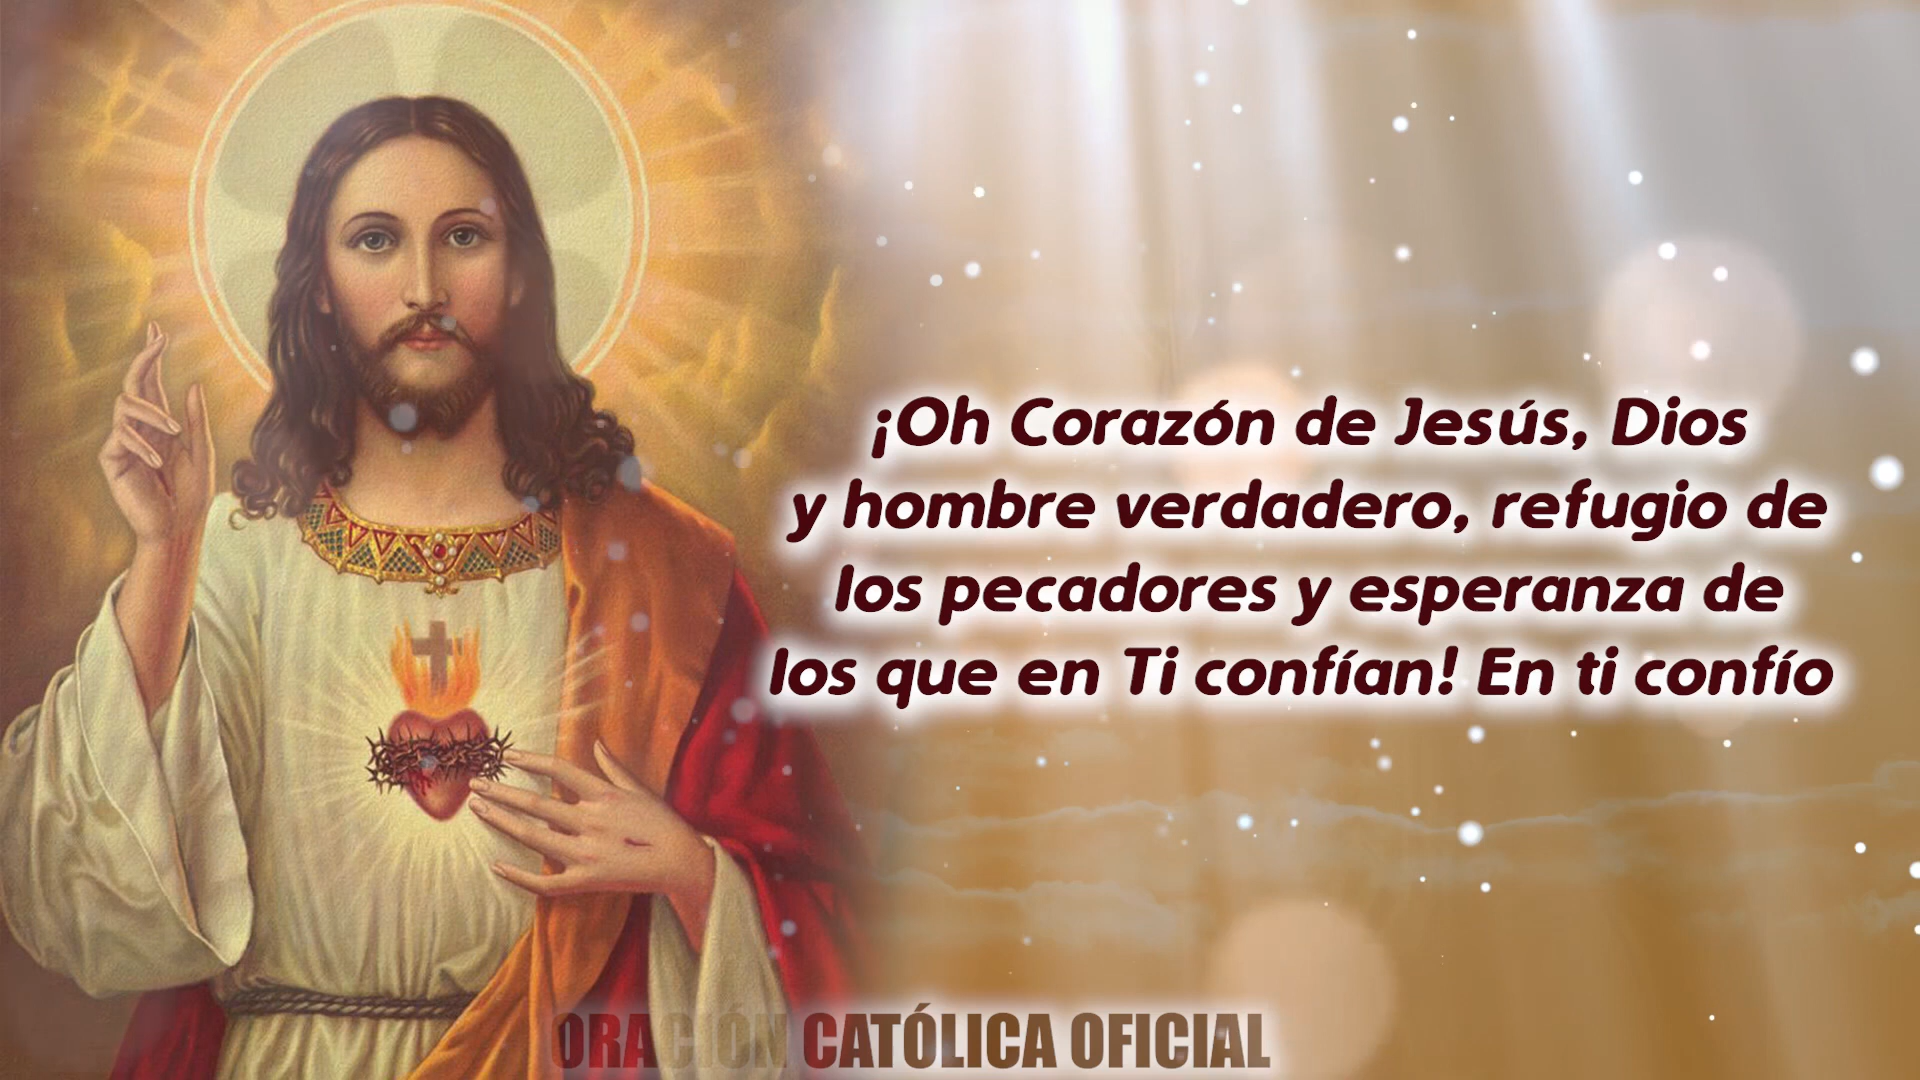 ¡Oh Corazón de Jesús, Dios
y hombre verdadero, refugio de
los pecadores y esperanza de
los que en Ti confían! En ti confío
ORACIÓN CATÓLICA OFICIAL